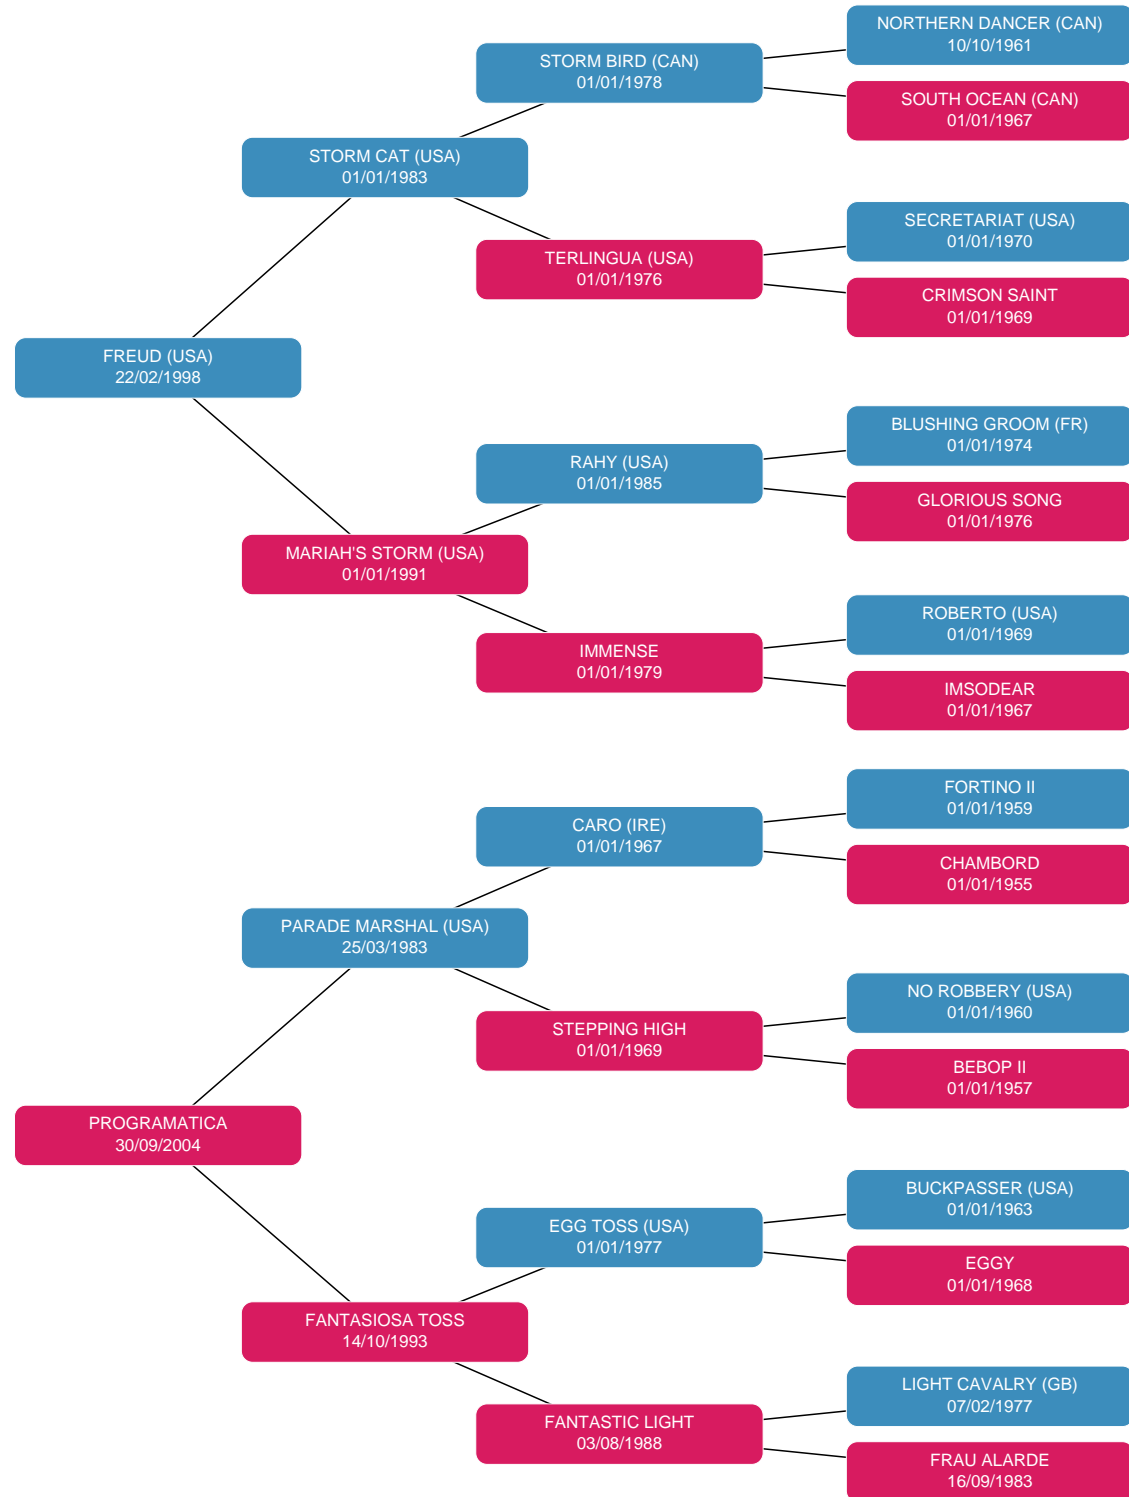 NORTHERN DANCER (CAN)
10/10/1961
STORM BIRD (CAN)
01/01/1978
SOUTH OCEAN (CAN)
01/01/1967
STORM CAT (USA)
01/01/1983
SECRETARIAT (USA)
01/01/1970
TERLINGUA (USA)
01/01/1976
CRIMSON SAINT
01/01/1969
FREUD (USA)
22/02/1998
BLUSHING GROOM (FR)
01/01/1974
RAHY (USA)
01/01/1985
GLORIOUS SONG
01/01/1976
MARIAH'S STORM (USA)
01/01/1991
ROBERTO (USA)
01/01/1969
IMMENSE
01/01/1979
IMSODEAR
01/01/1967
FORTINO II
01/01/1959
CARO (IRE)
01/01/1967
CHAMBORD
01/01/1955
PARADE MARSHAL (USA)
25/03/1983
NO ROBBERY (USA)
01/01/1960
STEPPING HIGH
01/01/1969
BEBOP II
01/01/1957
PROGRAMATICA
30/09/2004
BUCKPASSER (USA)
01/01/1963
EGG TOSS (USA)
01/01/1977
EGGY
01/01/1968
FANTASIOSA TOSS
14/10/1993
LIGHT CAVALRY (GB)
07/02/1977
FANTASTIC LIGHT
03/08/1988
FRAU ALARDE
16/09/1983